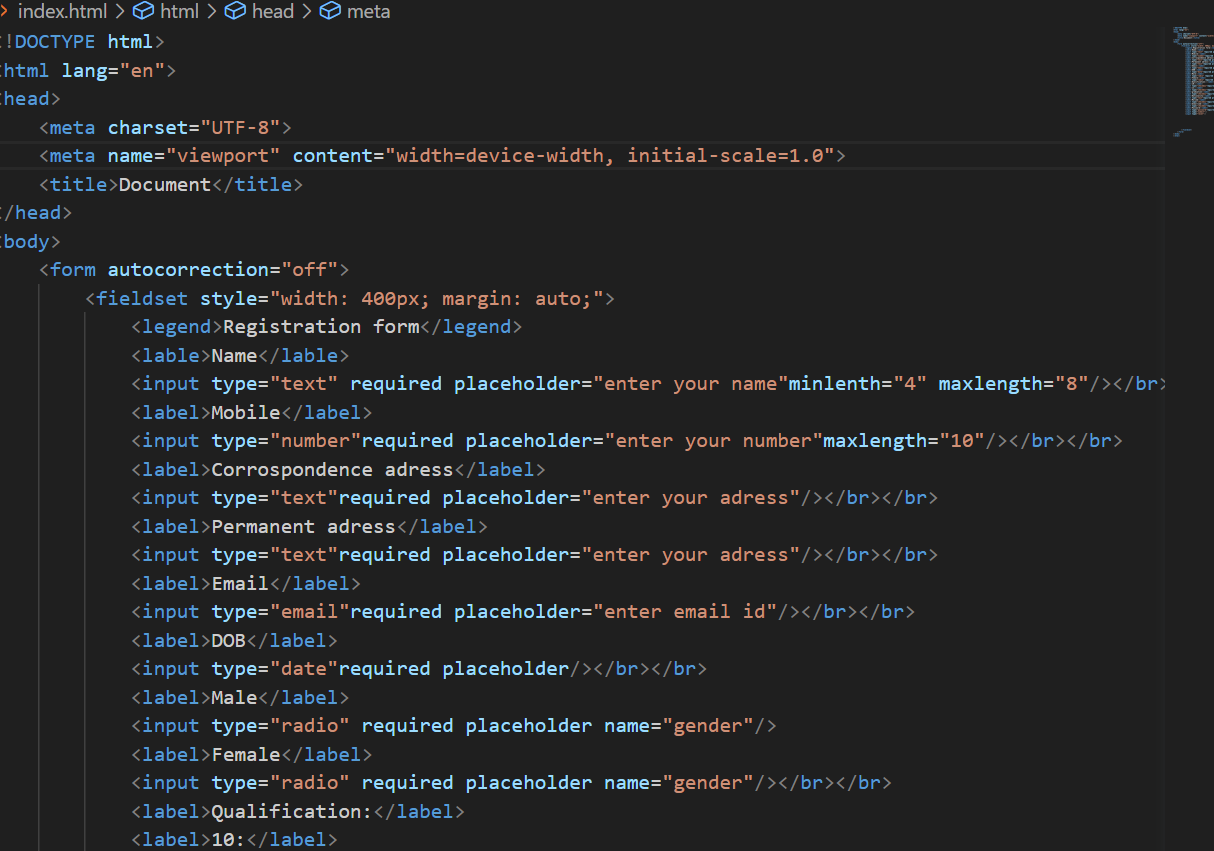 index.html > html > head > meta
!DOCTYPE html>
html lang="en">
head>
<meta charset="UTF-8">
<meta name="viewport" content="width=device-width, initial-scale=1.0">
<title>Document</title>
/head>
body>
<form autocorrection="off">
<fieldset style="width: 400px; margin: auto;">
<legend>Registration form</legend>
<lable>Name</lable>
<input type="text" required placeholder="enter your name"minlenth="4" maxlength="8"/></br>
<label>Mobile</label>
<input type="number"required placeholder="enter your number"maxlength="10"/></br></br>
<label>Corrospondence adress</label>
<input type="text"required placeholder="enter your adress"/></br></br>
<label>Permanent adress</label>
<input type="text"required placeholder="enter your adress"/></br></br>
<label>Email</label>
<input type="email"required placeholder="enter email id"/></br></br>
<label>DOB</label>
<input type="date"required placeholder/></br></br>
<label>Male</label>
<input type="radio" required placeholder name="gender"/>
<label>Female</label>
<input type="radio" required placeholder name="gender"/></br></br>
<label>Qualification:</label>
<label>10:</label>